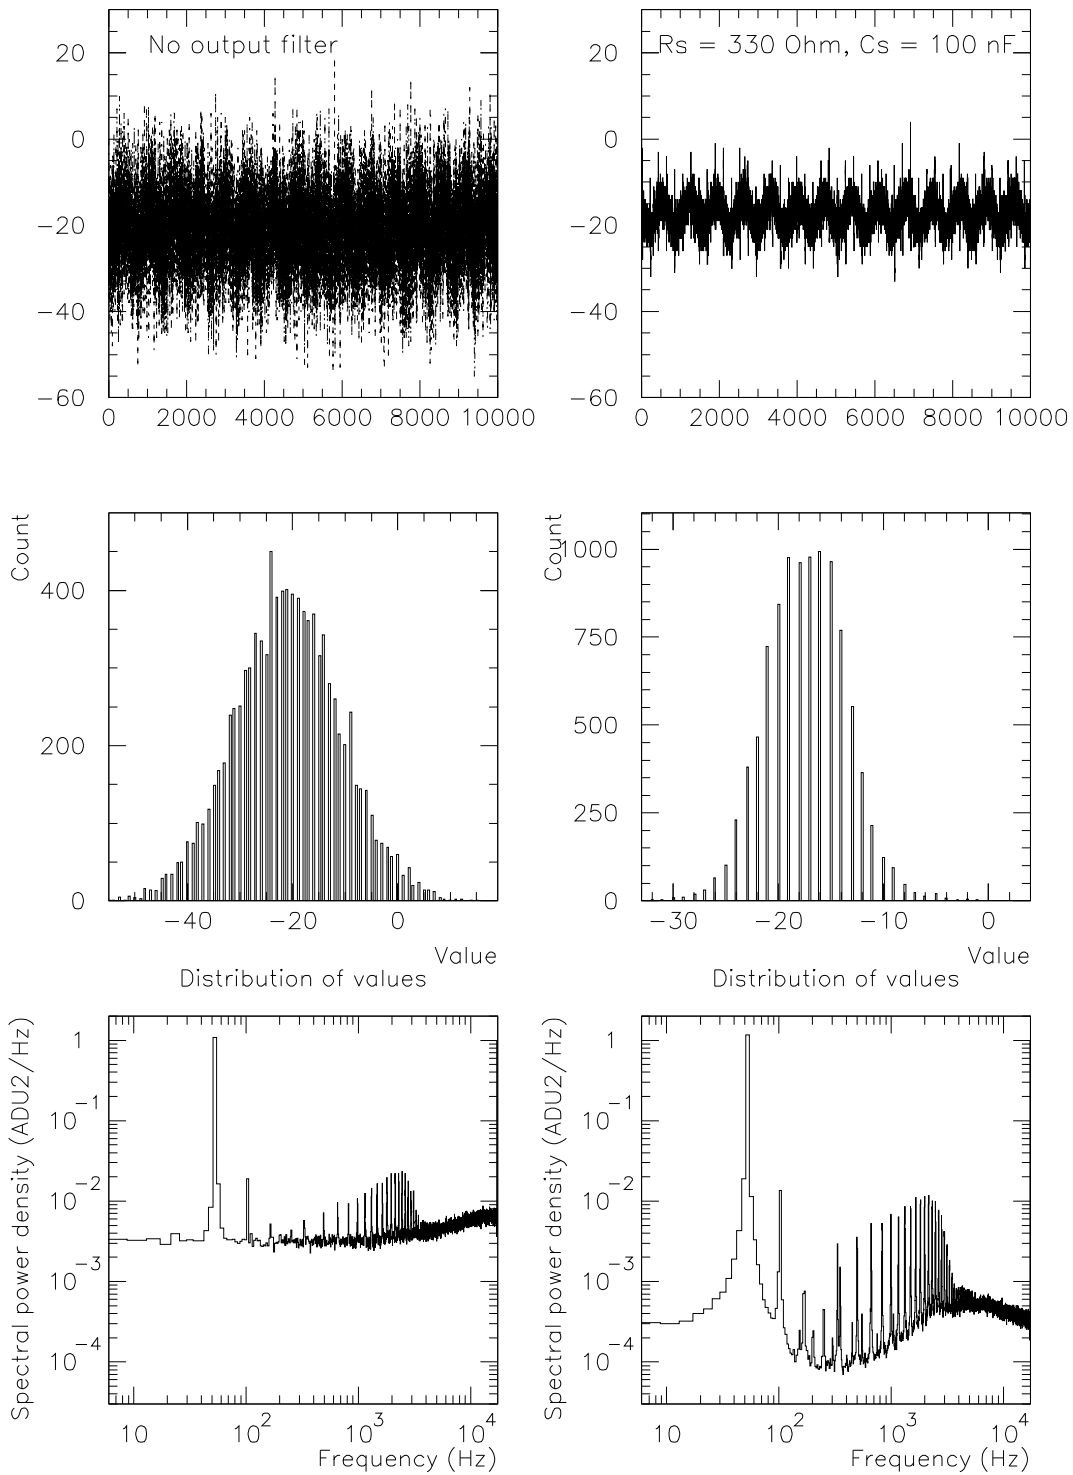 No output filter
Rs = 330 Ohm, Cs = 100 nF
20
0
−20
−40
−60
0 2000 4000 6000 8000 10000
20
0
−20
−40
−60
0 2000 4000 6000 8000 10000
Count
400
200
0
−40 −20 0
Value
Distribution of values
Count
1000
750
500
250
0
−30 −20 −10 0
Value
Distribution of values
Spectral power density (ADU2/Hz)
1
10^−1
10^−2
10^−3
10^−4
10 10^2 10^3 10^4
Frequency (Hz)
Spectral power density (ADU2/Hz)
1
10^−1
10^−2
10^−3
10^−4
10 10^2 10^3 10^4
Frequency (Hz)